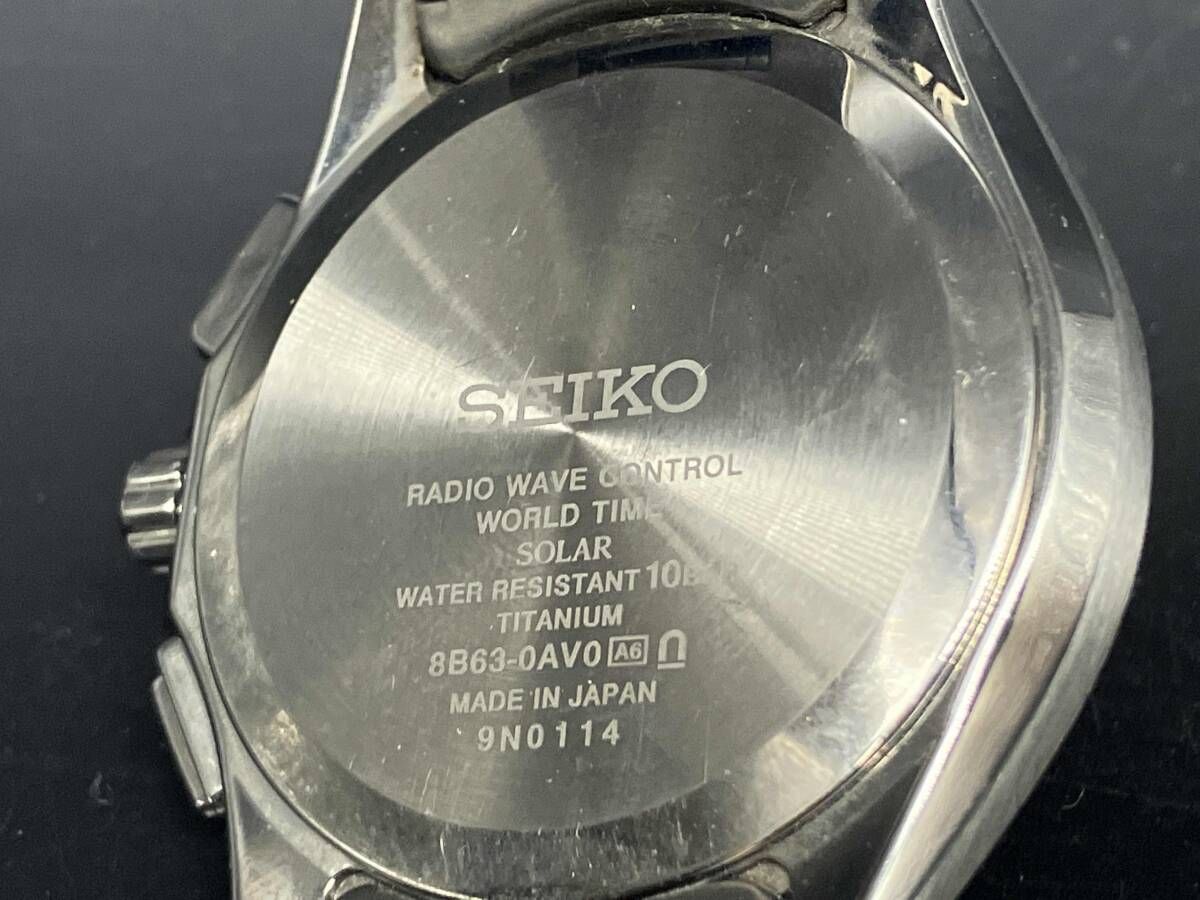 SEIKO
RADIO WAVE CONTROL
WORLD TIME
SOLAR
WATER RESISTANT
TITANIUM
8B63-0AV0 A6
MADE IN JAPAN
9N0114